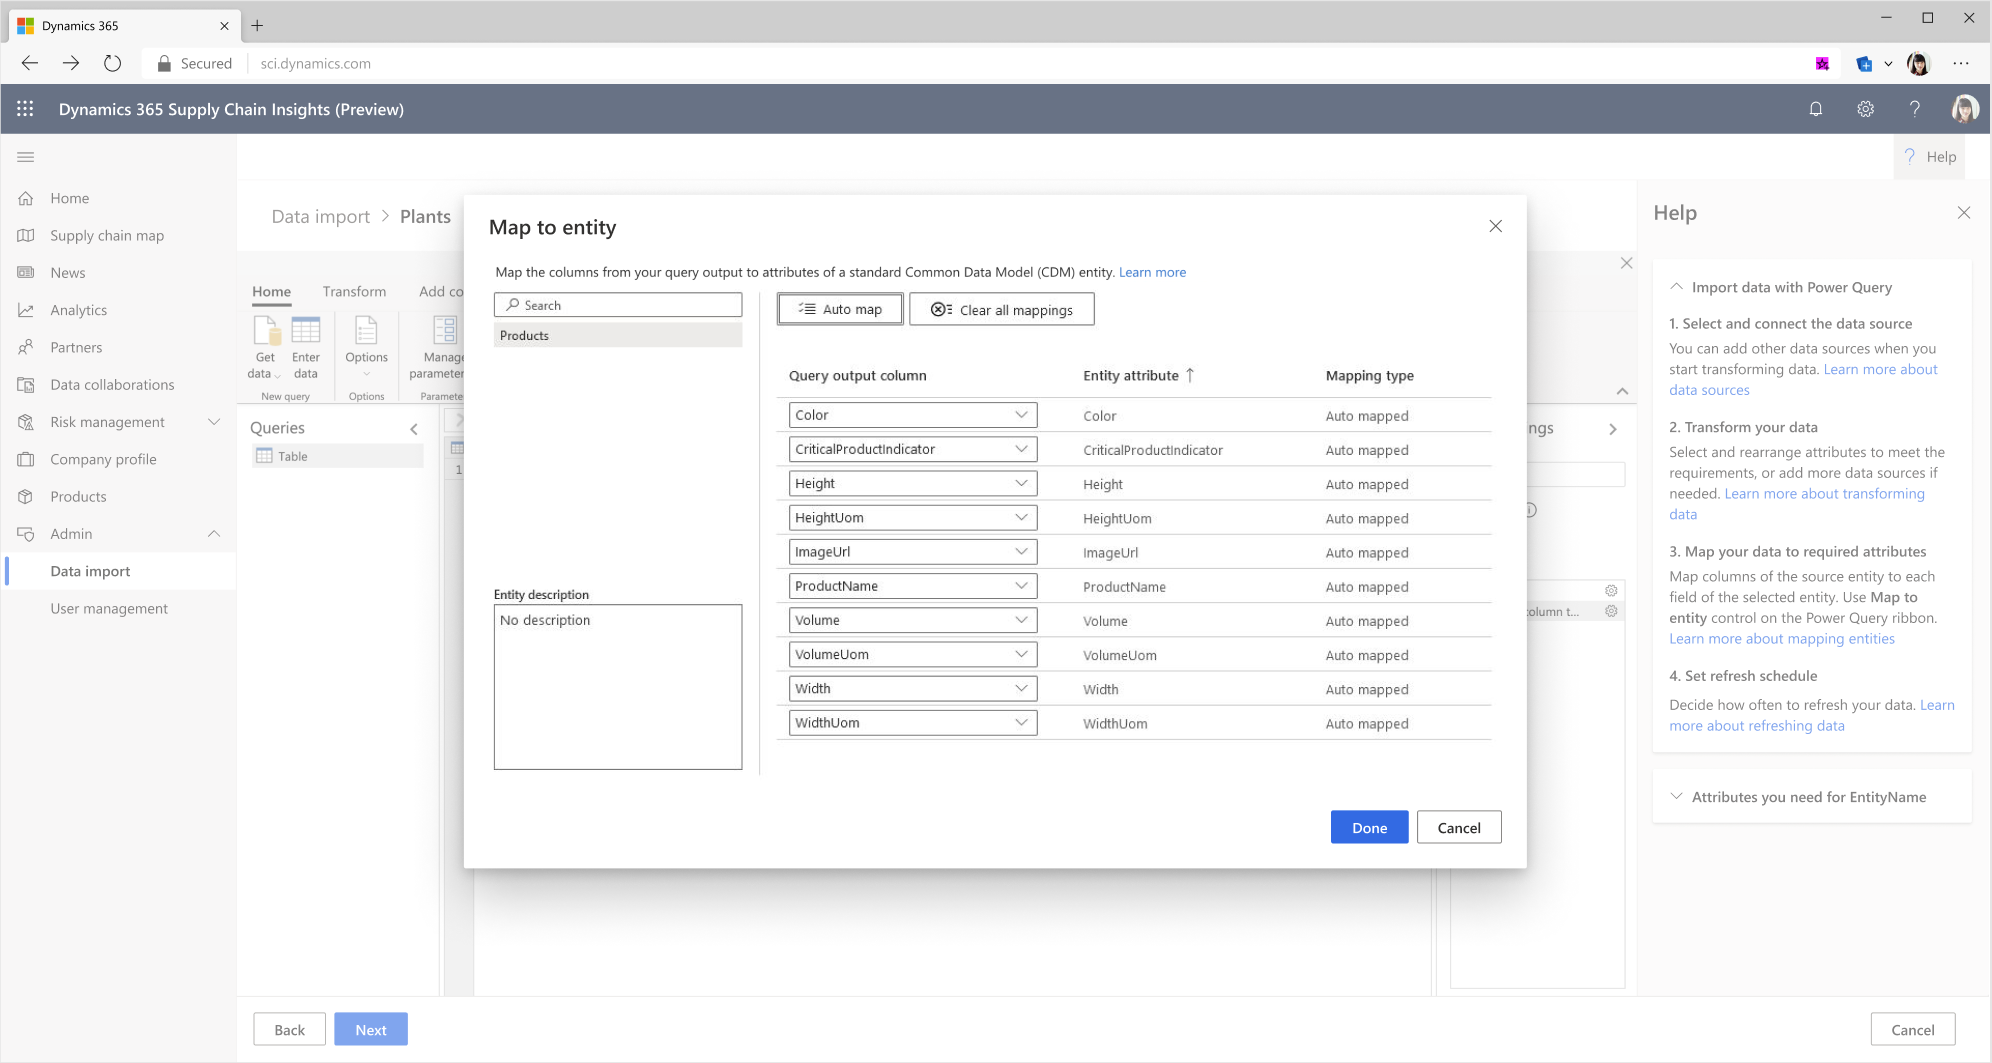 Dynamics 365
Secured
sci.dynamics.com
Dynamics 365 Supply Chain Insights (Preview)
?
? Help
Home
Supply chain map
News
Analytics
Partners
Data collaborations
Risk management
Company profile
Products
Admin
Data import
User management
Data import > Plants
Home
Transform
Add co
Get data
Enter data
Options
Manage
parameter
New query
Options
Parameter
Queries
Table
1
Map to entity
Map the columns from your query output to attributes of a standard Common Data Model (CDM) entity. Learn more
Search
Products
Entity description
No description
Auto map
Clear all mappings
Query output column Entity attribute ↑ Mapping type
Color Color Auto mapped
CriticalProductIndicator CriticalProductIndicator Auto mapped
Height Height Auto mapped
HeightUom HeightUom Auto mapped
ImageUrl ImageUrl Auto mapped
ProductName ProductName Auto mapped
Volume Volume Auto mapped
VolumeUom VolumeUom Auto mapped
Width Width Auto mapped
WidthUom WidthUom Auto mapped
Done
Cancel
ngs
column t...
Help
Import data with Power Query
1. Select and connect the data source
You can add other data sources when you
start transforming data. Learn more about
data sources
2. Transform your data
Select and rearrange attributes to meet the
requirements, or add more data sources if
needed. Learn more about transforming
data
3. Map your data to required attributes
Map columns of the source entity to each
field of the selected entity. Use Map to
entity control on the Power Query ribbon.
Learn more about mapping entities
4. Set refresh schedule
Decide how often to refresh your data. Learn
more about refreshing data
Attributes you need for EntityName
Back
Next
Cancel